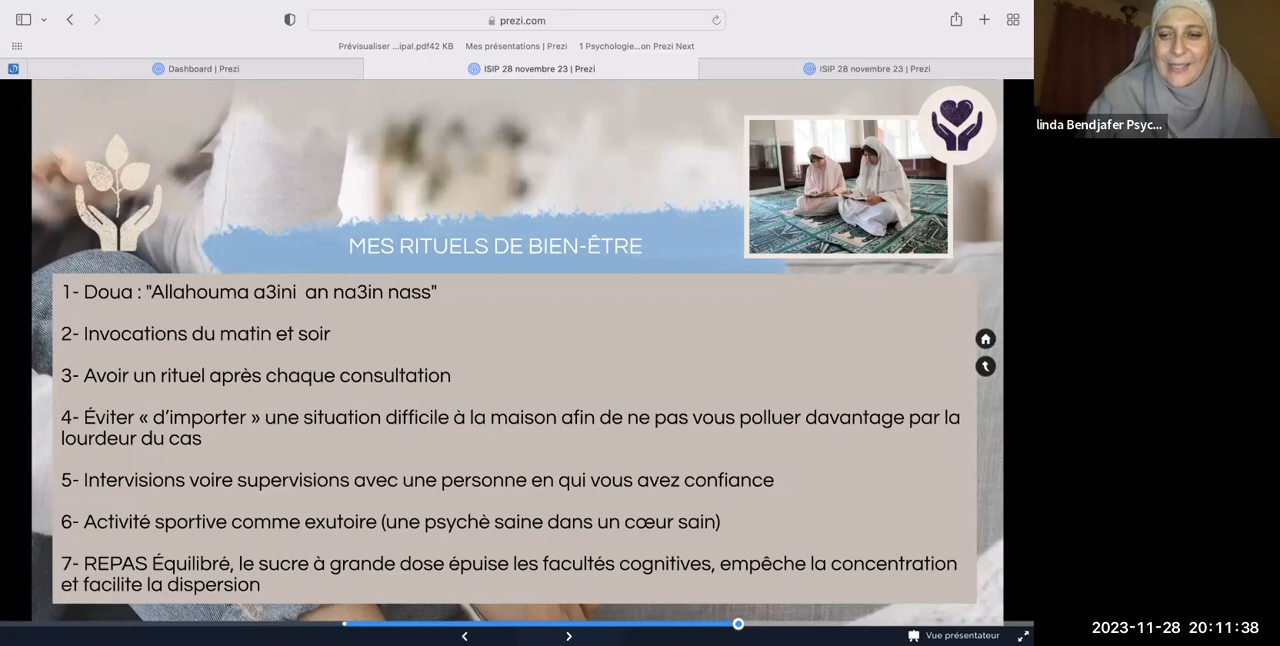 prezi.com
Prévisualiser ...ipal.pdf42 KB
Mes présentations | Prezi
1 Psychologie...on Prezi Next
Dashboard | Prezi
ISIP 28 novembre 23 | Prezi
ISIP 28 novembre 23 | Prezi
linda Bendjafer Psyc...
MES RITUELS DE BIEN-ÊTRE
1- Doua : "Allahouma a3ini an na3in nass"
2- Invocations du matin et soir
3- Avoir un rituel après chaque consultation
4- Éviter « d’importer » une situation difficile à la maison afin de ne pas vous polluer davantage par la
lourdeur du cas
5- Intervisions voire supervisions avec une personne en qui vous avez confiance
6- Activité sportive comme exutoire (une psychè saine dans un cœur sain)
7- REPAS Équilibré, le sucre à grande dose épuise les facultés cognitives, empêche la concentration
et facilite la dispersion
Vue présentateur
2023-11-28 20:11:38